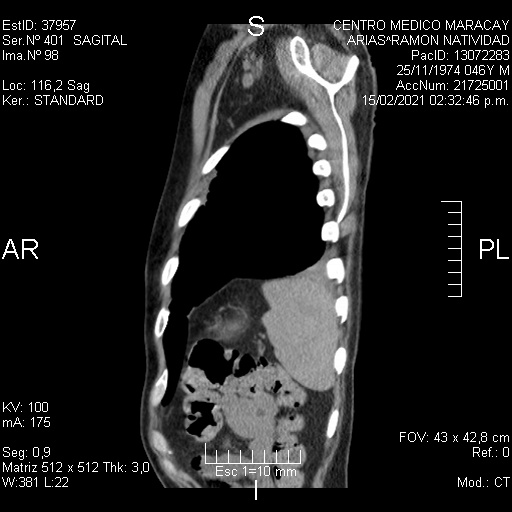 EstID: 37957
Ser.Nº 401 SAGITAL
Ima.Nº 98
Loc: 116,2 Sag
Ker.: STANDARD
S
CENTRO MEDICO MARACAY
ARIAS^RAMON NATIVIDAD
PacID: 13072283
25/11/1974 046Y M
AccNum: 21725001
15/02/2021 02:32:46 p.m.
AR
PL
KV: 100
mA: 175
Seg: 0,9
Matriz 512 x 512 Thk: 3,0
W:381 L:22
Esc 1=10 mm
I
FOV: 43 x 42,8 cm
Ref.: 0
Mod.: CT